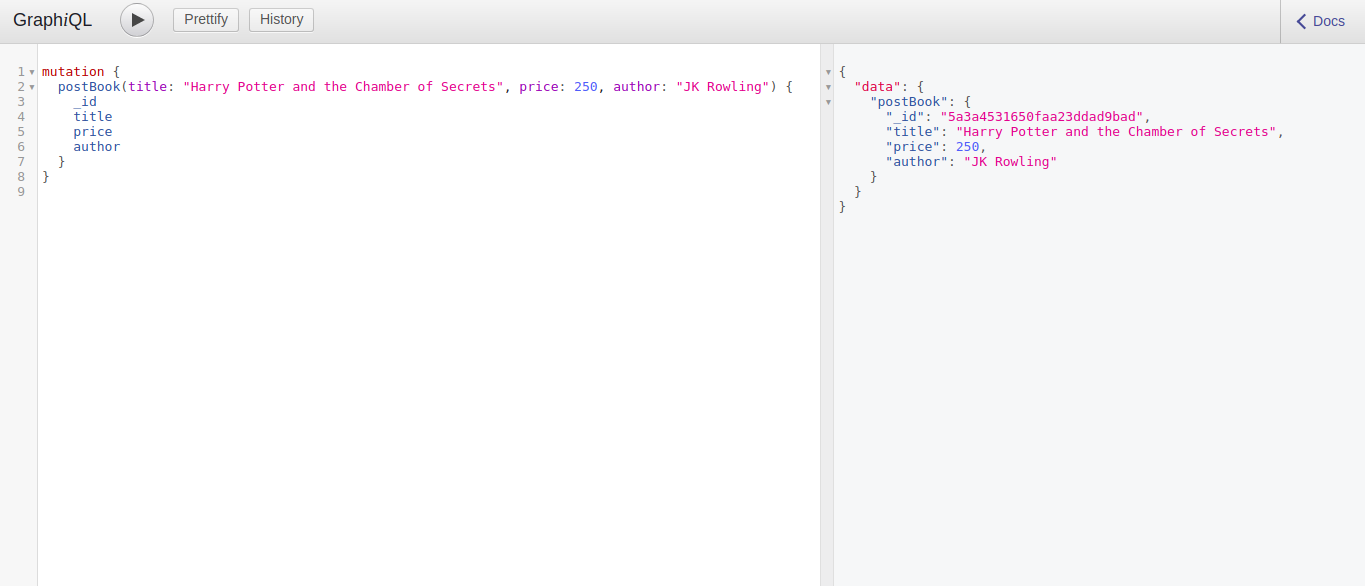 GraphiQL Prettify History Docs
1 mutation {
2   postBook(title: "Harry Potter and the Chamber of Secrets", price: 250, author: "JK Rowling") {
3     _id
4     title
5     price
6     author
7   }
8 }
9
{
  "data": {
    "postBook": {
      "_id": "5a3a4531650faa23ddad9bad",
      "title": "Harry Potter and the Chamber of Secrets",
      "price": 250,
      "author": "JK Rowling"
    }
  }
}